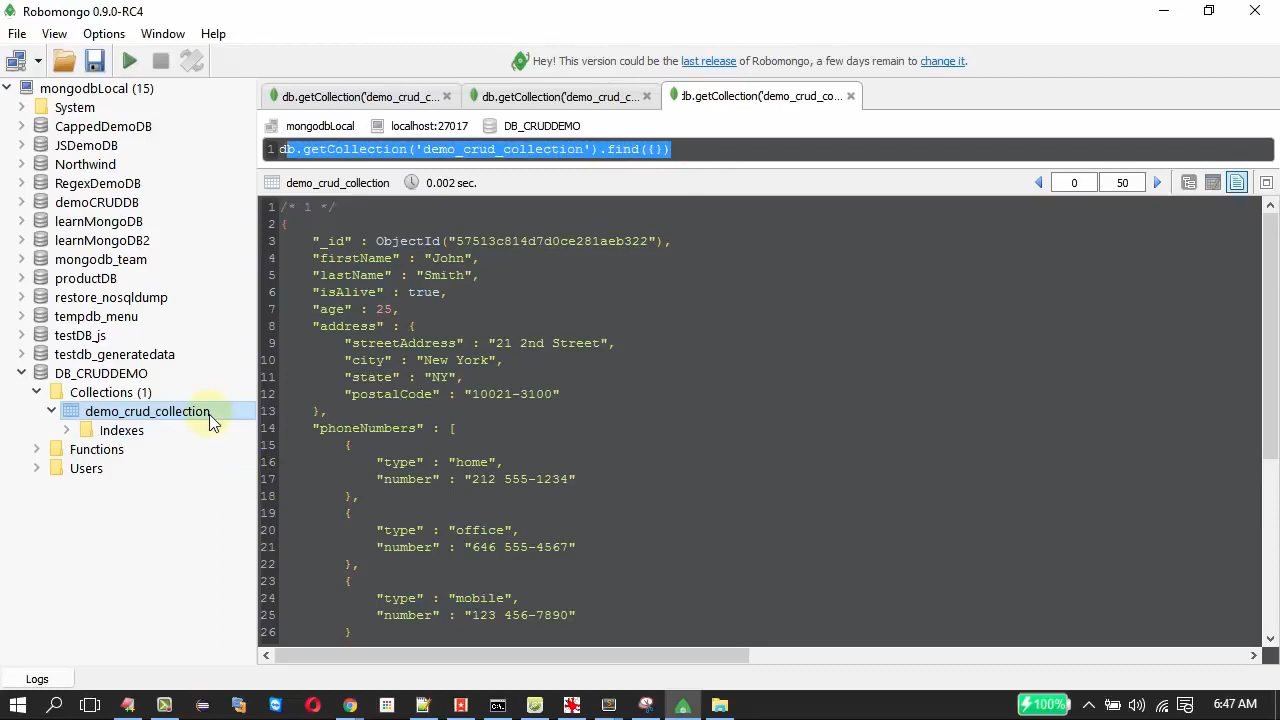 Robomongo 0.9.0-RC4
File View Options Window Help
Hey! This version could be the last release of Robomongo, a few days remain to change it.
mongodbLocal (15)
System
CappedDemoDB
JSDemoDB
Northwind
RegexDemoDB
demoCRUDDB
learnMongoDB
learnMongoDB2
mongodb_team
productDB
restore_nosqldump
tempdb_menu
testDB_js
testdb_generatedata
DB_CRUDDEMO
Collections (1)
demo_crud_collection
Indexes
Functions
Users
Logs
db.getCollection('demo_crud_c... db.getCollection('demo_crud_c... db.getCollection('demo_crud_co...
mongodbLocal localhost:27017 DB_CRUDDEMO
1 db.getCollection('demo_crud_collection').find({})
demo_crud_collection 0.002 sec. 0 50
1 /* 1 */
2 {
3 "_id" : ObjectId("57513c814d7d0ce281aeb322"),
4 "firstName" : "John",
5 "lastName" : "Smith",
6 "isAlive" : true,
7 "age" : 25,
8 "address" : {
9 "streetAddress" : "21 2nd Street",
10 "city" : "New York",
11 "state" : "NY",
12 "postalCode" : "10021-3100"
13 },
14 "phoneNumbers" : [
15 {
16 "type" : "home",
17 "number" : "212 555-1234"
18 },
19 {
20 "type" : "office",
21 "number" : "646 555-4567"
22 },
23 {
24 "type" : "mobile",
25 "number" : "123 456-7890"
26 }
100% 6:47 AM